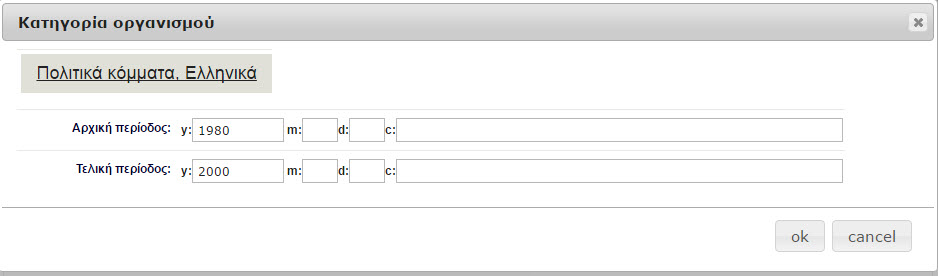 Κατηγορία οργανισμού
Πολιτικά κόμματα, Ελληνικά
Αρχική περίοδος: y: 1980 m: d: c:
Τελική περίοδος: y: 2000 m: d: c:
ok cancel